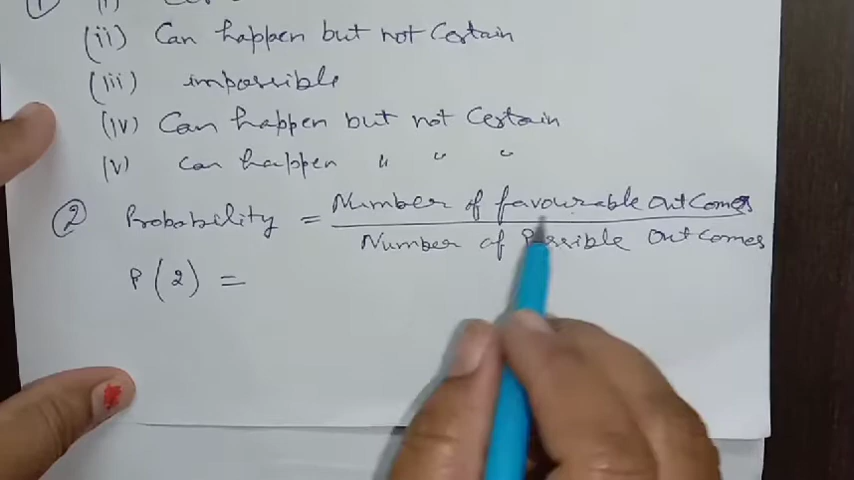 (1) (i)
(ii) Can happen but not Certain
(iii) impossible
(iv) Can happen but not Certain
(v) Can happen " " "
(2) Probability = Number of favourable OutComes
Number of Possible OutComes
P(2) =